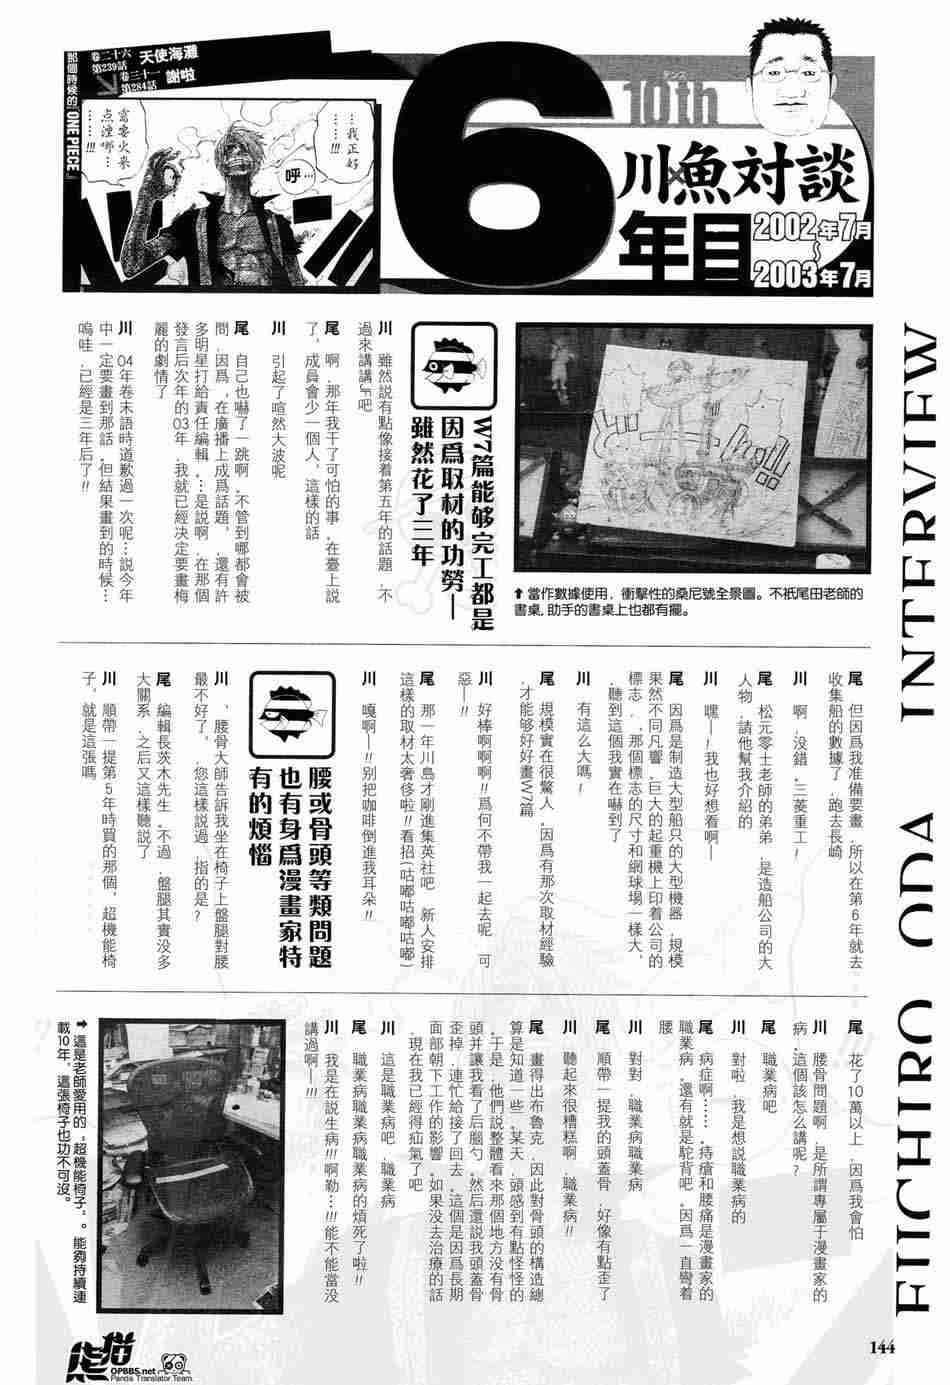 那個時候的『ONE PIECE』
卷二十六
第239話
天使海灘
卷三十一
第284話
謝啦
…我正好
……!!!
需要火来
点湮哪…
……!!!
呼…
6
10th
川×魚対談
年目
2002年7月
～
2003年7月
EIICHIRO ODA INTERVIEW
⬆當作數據使用，衝擊性的桑尼號全景圖。不衹尾田老師的
書桌，助手的書桌上也都有擺。
W7篇能够完工都是
因爲取材的功勞—
雖然花了三年
川 雖然説有點像接着第五年的話題，不
過來講講IF吧
尾 啊，那年我干了可怕的事，在臺上説
了，成員會少一個人，這樣的話
川 引起了喧然大波呢
尾 自己也嚇了一跳啊，不管到哪都會被
問，因爲，在廣播上成爲話題，還有許
多明星打給責任編輯，…是説啊，在那個
發言后次年的03年，我就已經决定要畫梅
麗的劇情了
川 04年卷末語時道歉過一次呢…説今年
中一定要畫到那話，但結果畫到的時候…
嗚哇，已經是三年后了!!
尾 但因爲我准備要畫，所以在第6年就去
收集船的數據了，跑去長崎
川 啊，没錯，三菱重工!
尾 松元零士老師的弟弟，是造船公司的大
人物，請他幫我介紹的
川 嘿—!我也好想看啊—
尾 因爲是制造大型船只的大型機器，規模
果然不同凡響，巨大的起重機上印着公司的
標志，，那個標志的尺寸和網球場一樣大，
，聽到這個我實在嚇到了
川 有這么大嗎!
尾 規模實在很驚人，因爲有那次取材經驗
，才能够好好畫W7篇
川 好棒啊啊啊!!爲何不帶我一起去呢，可
惡—!!
尾 那一年川島才剛進集英社吧，新人安排
這樣的取材太奢侈啦!!看招(咕嘟咕嘟咕嘟)
川 嘎啊—!!别把咖啡倒進我耳朵!!
腰或骨頭等類問題
也有身爲漫畫家特
有的煩惱
川 ，腰骨大師告訴我坐在椅子上盤腿對腰
最不好了，您這樣説過，指的是?
尾 編輯長茨木先生，不過，盤腿其實没多
大關系，之后又這樣聽説了
川 順帶一提第5年時買的那個，超機能椅
子，就是這張嗎
尾 花了10萬以上，因爲我會怕
川 腰骨問題啊，是所謂專屬于漫畫家的
病，這個該怎么講呢?
尾 職業病吧
川 對啦，我是想説職業病的
尾 病症啊……，痔瘡和腰痛是漫畫家的
職業病，還有就是駝背吧，因爲一直彎着
腰
川 對對，職業病職業病
尾 順帶一提我的頭蓋骨，好像有點歪了
川 聽起來很糟糕啊，職業病!!
尾 畫得出布魯克，因此對骨頭的構造總
算是知道一些，某天，頭感到有點怪怪的
，于是，他們説整體看來那個地方没有骨
頭并讓我看了后腦勺，然后還説我頭蓋骨
歪掉，連忙給接了回去，這個是因爲長期
面部朝下工作的影響，如果没去治療的話
，現在我已經得疝氣了吧
川 這是職業病吧，職業病
尾 職業病職業病職業病的煩死了啦!!
川 我是在説生病!!!啊勒…!!!能不能當没
講過啊—!!!
➡這是老師愛用的，超機能椅子。能夠持續連
載10年，這張椅子也功不可沒。
熊猫
OPBBS.net
Panda Translator Team.
144